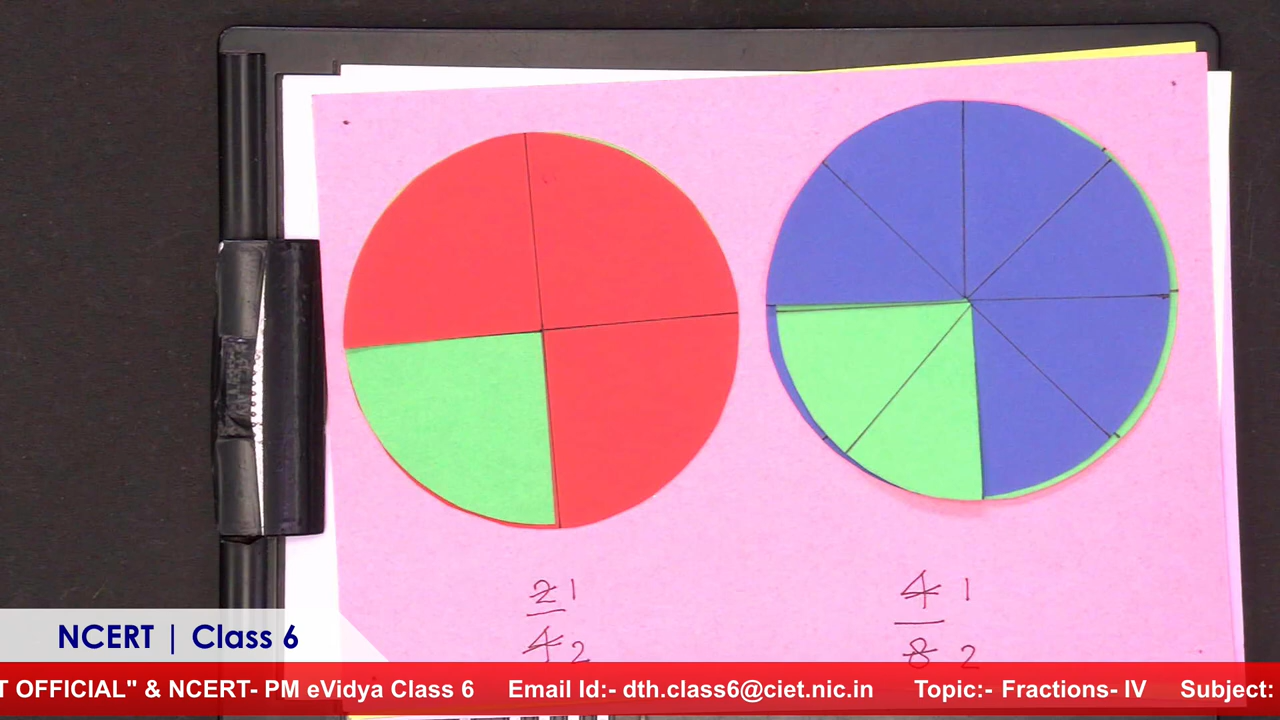 2 1
4 2
4 1
8 2
NCERT | Class 6
T OFFICIAL" & NCERT- PM eVidya Class 6 Email Id:- dth.class6@ciet.nic.in Topic:- Fractions- IV Subject: